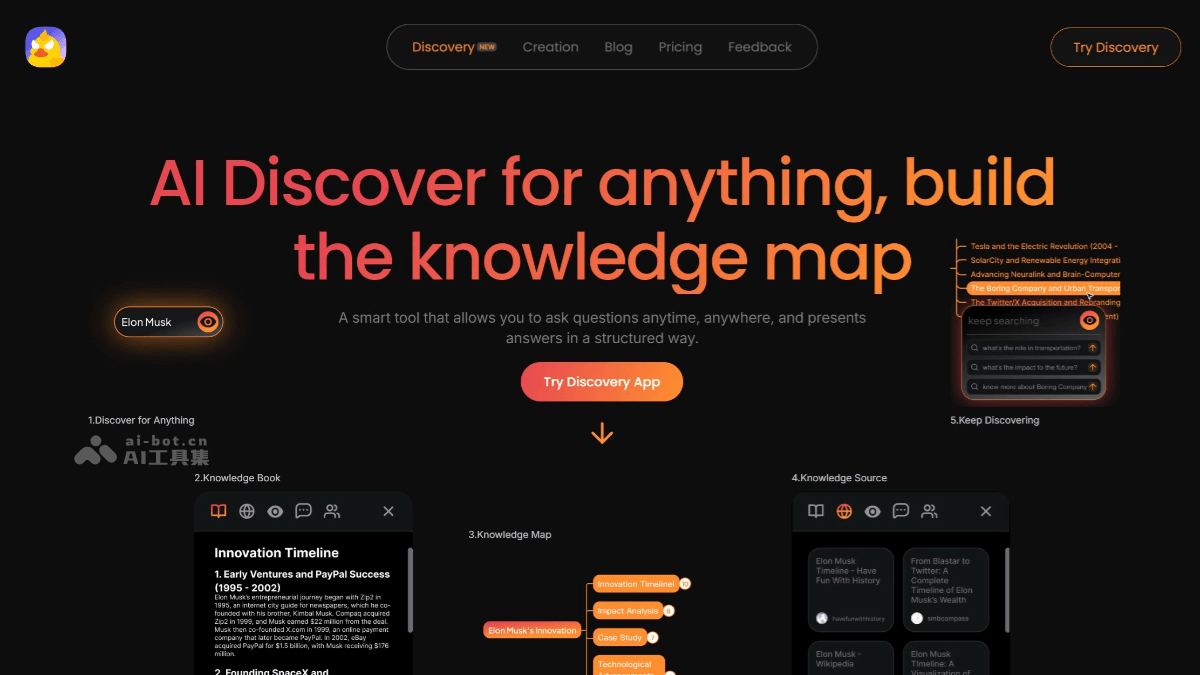 Discovery NEW
Creation
Blog
Pricing
Feedback
Try Discovery
AI Discover for anything, build
the knowledge map
A smart tool that allows you to ask questions anytime, anywhere, and presents
answers in a structured way.
Try Discovery App
Elon Musk
1.Discover for Anything
ai-bot.cn
AI工具集
Tesla and the Electric Revolution (2004 -
SolarCity and Renewable Energy Integrati
Advancing Neuralink and Brain-Computer
The Boring Company and Urban Transpor
The Twitter/X Acquisition and Rebranding
ent)
keep searching
what's the role in transportation?
what's the impact to the future?
know more about Boring Company
5.Keep Discovering
2.Knowledge Book
Innovation Timeline
1. Early Ventures and PayPal Success
(1995 - 2002)
Elon Musk's entrepreneurial journey began with Zip2 in
1995, an internet city guide for newspapers, which he co-
founded with his brother, Kimbal Musk. Compaq acquired
Zip2 in 1999, and Musk earned $22 million from the deal.
Musk then co-founded X.com in 1999, an online payment
company that later became PayPal. In 2002, eBay
acquired PayPal for $1.5 billion, with Musk receiving $176
million.
2. Founding SpaceX and
3.Knowledge Map
Elon Musk's Innovation
Innovation Timeline!
Impact Analysis
Case Study
7
Technological
4.Knowledge Source
Elon Musk
Timeline - Have
Fun With History
havefunwithhistory
From Blastar to
Twitter: A
Complete
Timeline of Elon
Musk's Wealth
smbcompass
Elon Musk -
Wikipedia
Elon Musk
Timeline: A
Visualization of